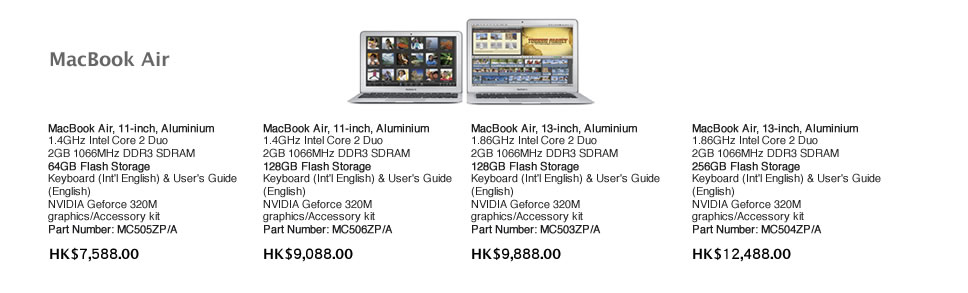 MacBook Air
MacBook Air, 11-inch, Aluminium
1.4GHz Intel Core 2 Duo
2GB 1066MHz DDR3 SDRAM
64GB Flash Storage
Keyboard (Int'l English) & User's Guide
(English)
NVIDIA Geforce 320M
graphics/Accessory kit
Part Number: MC505ZP/A
HK$7,588.00
MacBook Air, 11-inch, Aluminium
1.4GHz Intel Core 2 Duo
2GB 1066MHz DDR3 SDRAM
128GB Flash Storage
Keyboard (Int'l English) & User's Guide
(English)
NVIDIA Geforce 320M
graphics/Accessory kit
Part Number: MC506ZP/A
HK$9,088.00
MacBook Air, 13-inch, Aluminium
1.86GHz Intel Core 2 Duo
2GB 1066MHz DDR3 SDRAM
128GB Flash Storage
Keyboard (Int'l English) & User's Guide
(English)
NVIDIA Geforce 320M
graphics/Accessory kit
Part Number: MC503ZP/A
HK$9,888.00
MacBook Air, 13-inch, Aluminium
1.86GHz Intel Core 2 Duo
2GB 1066MHz DDR3 SDRAM
256GB Flash Storage
Keyboard (Int'l English) & User's Guide
(English)
NVIDIA Geforce 320M
graphics/Accessory kit
Part Number: MC504ZP/A
HK$12,488.00